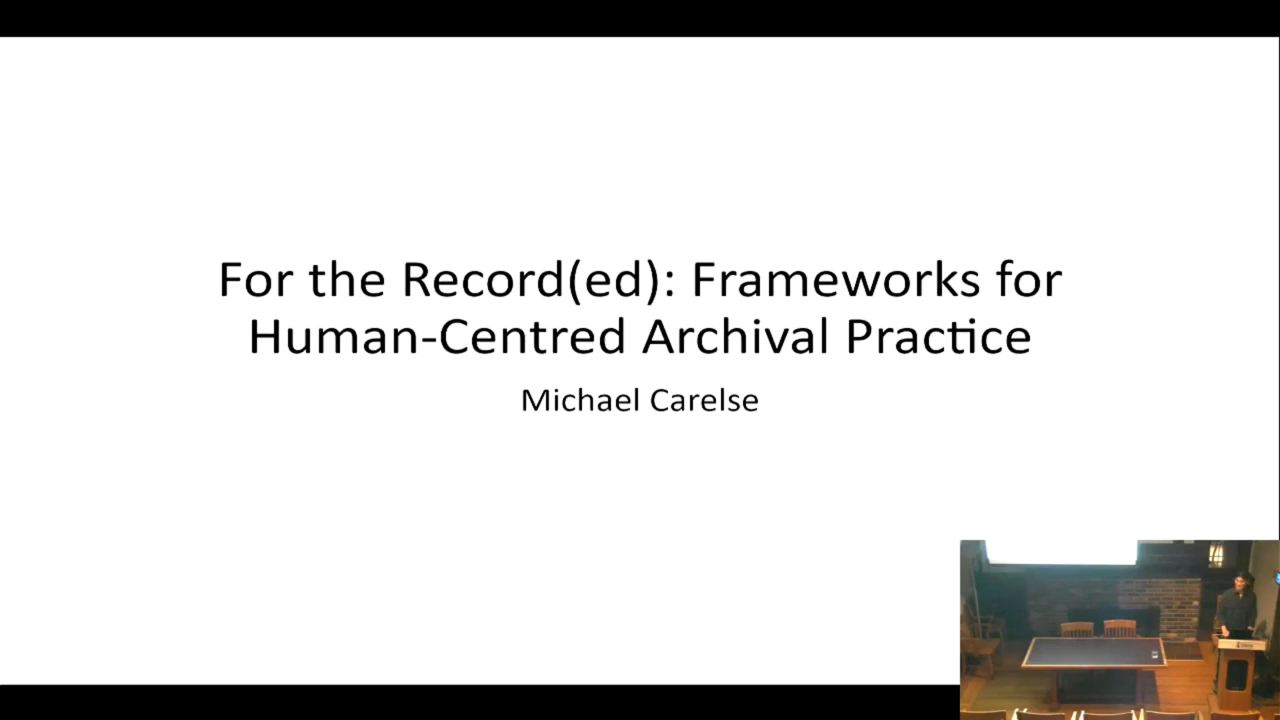 For the Record(ed): Frameworks for
Human-Centred Archival Practice
Michael Carelse